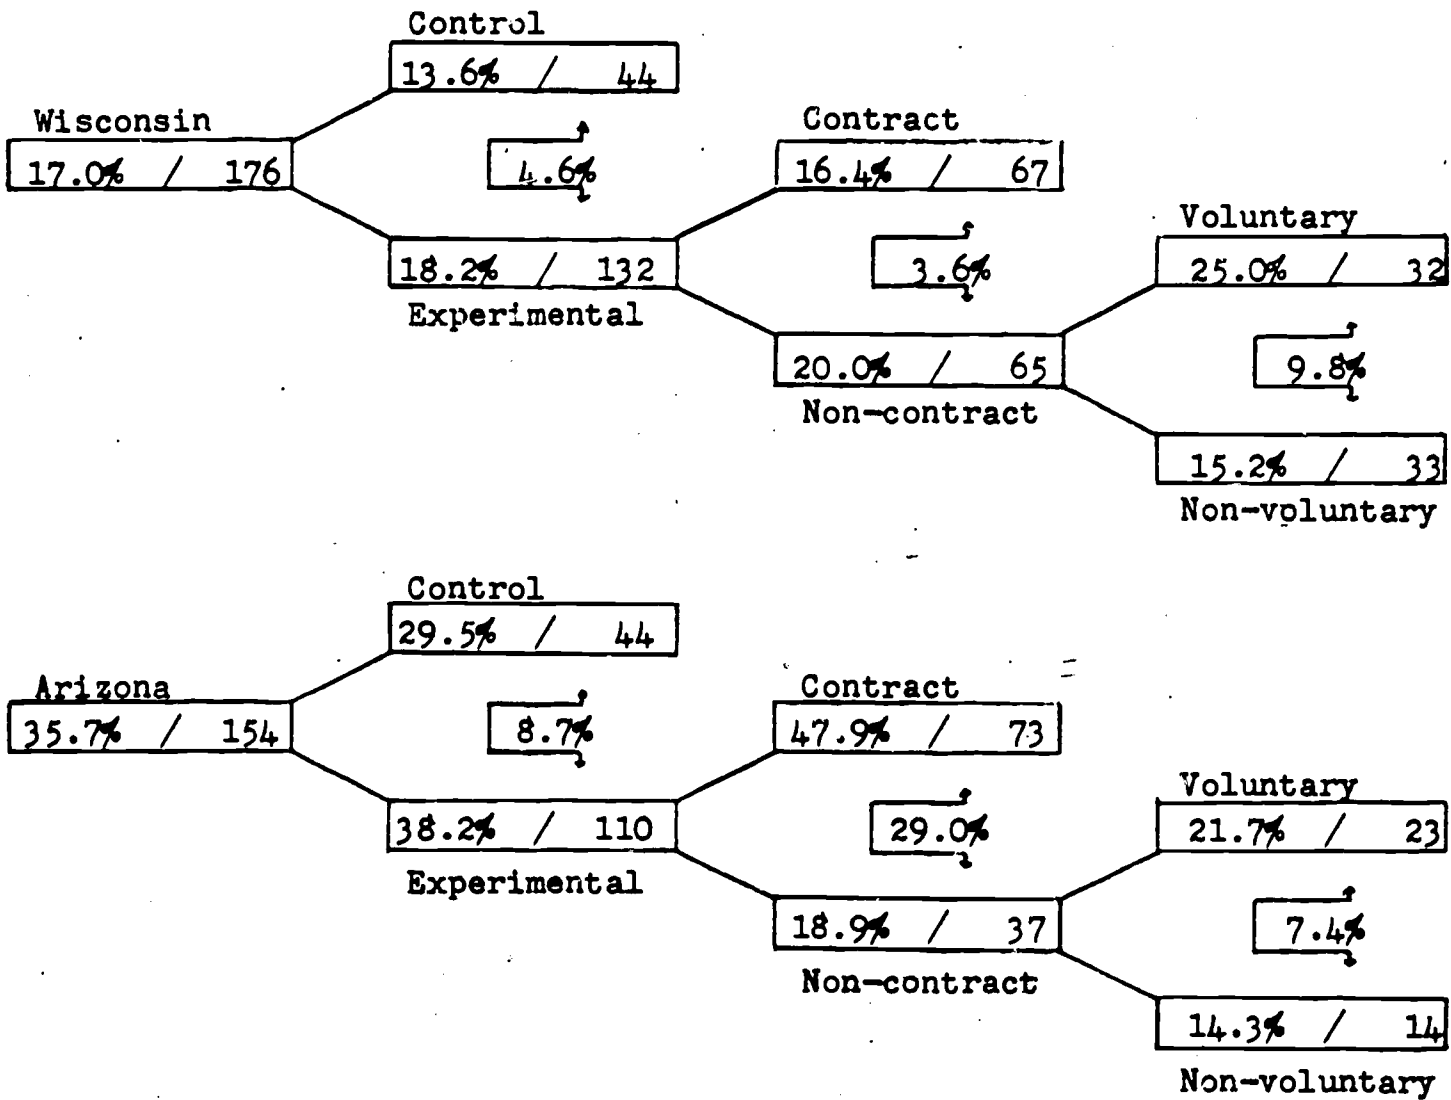 Control
13.6% / 44
Wisconsin
17.0% / 176
4.6%
Contract
16.4% / 67
18.2% / 132
Experimental
3.6%
Voluntary
25.0% / 32
20.0% / 65
Non-contract
9.8%
15.2% / 33
Non-voluntary
Control
29.5% / 44
Arizona
35.7% / 154
8.7%
Contract
47.9% / 73
38.2% / 110
Experimental
29.0%
Voluntary
21.7% / 23
18.9% / 37
Non-contract
7.4%
14.3% / 14
Non-voluntary